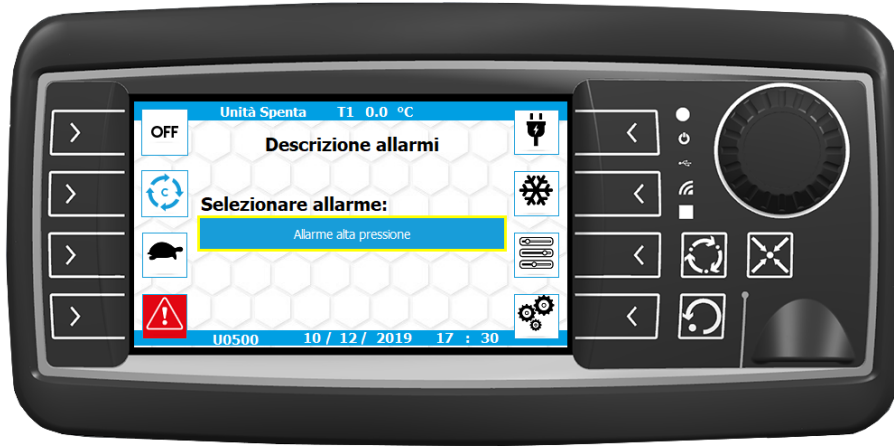 Unità Spenta T1 0.0 °C
OFF
Descrizione allarmi
C
Selezionare allarme:
Allarme alta pressione
U0500 10 / 12 / 2019 17 : 30